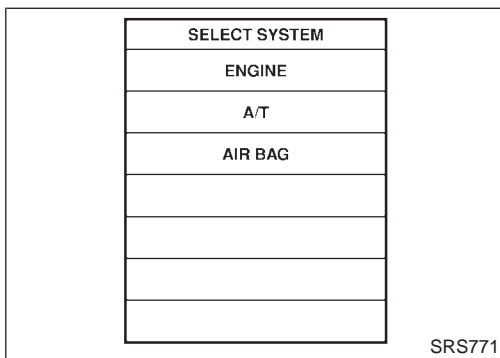 SELECT SYSTEM
ENGINE
A/T
AIR BAG
SRS771